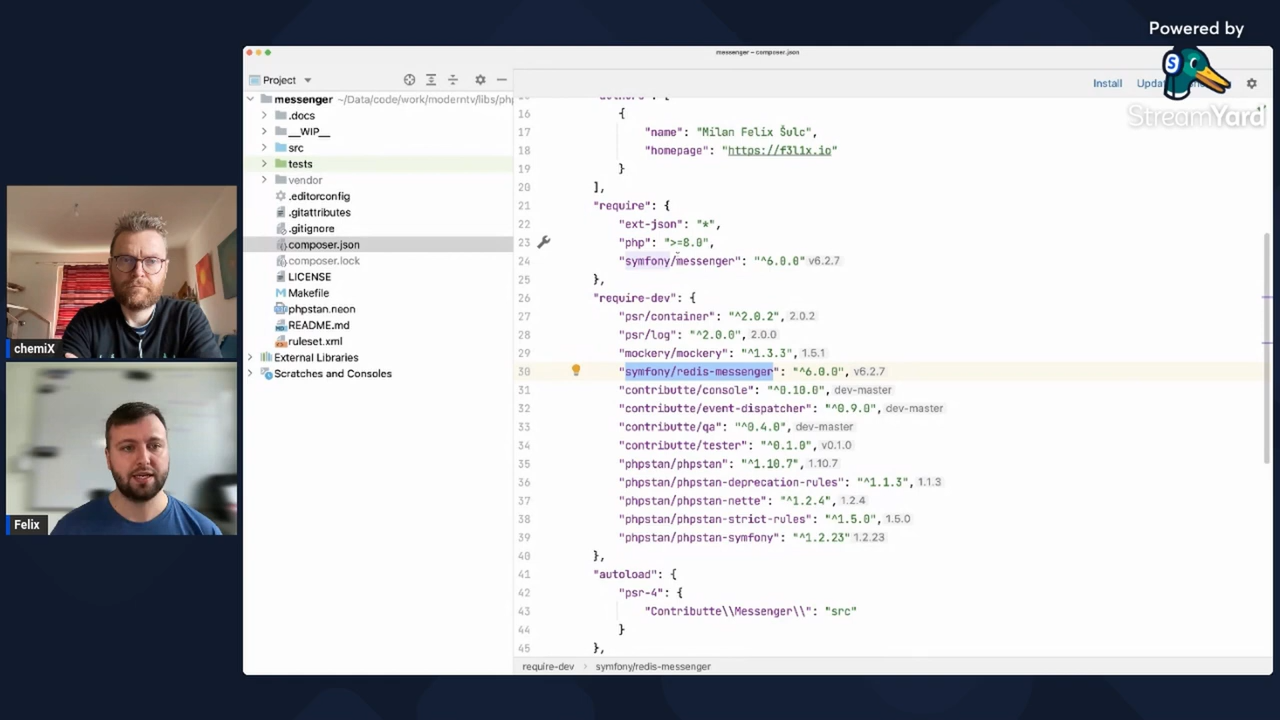 Powered by
StreamYard
messenger – composer.json
Project
Install
messenger ~/Data/code/work/moderntv/libs/php
.docs
__WIP__
src
tests
vendor
.editorconfig
.gitattributes
.gitignore
composer.json
composer.lock
LICENSE
Makefile
phpstan.neon
README.md
ruleset.xml
External Libraries
Scratches and Consolas
16 {
17 "name": "Milan Felix Šulc",
18 "homepage": "https://f3l1x.io"
19 }
20 ],
21 "require": {
22 "ext-json": "*",
23 "php": ">=8.0",
24 "symfony/messenger": "^6.0.0" v6.2.7
25 },
26 "require-dev": {
27 "psr/container": "^2.0.2", 2.0.2
28 "psr/log": "^2.0.0", 2.0.0
29 "mockery/mockery": "^1.3.3", 1.5.1
30 "symfony/redis-messenger": "^6.0.0", v6.2.7
31 "contributte/console": "^0.10.0", dev-master
32 "contributte/event-dispatcher": "^0.9.0", dev-master
33 "contributte/qa": "^0.4.0", dev-master
34 "contributte/tester": "^0.1.0", v0.1.0
35 "phpstan/phpstan": "^1.10.7", 1.10.7
36 "phpstan/phpstan-deprecation-rules": "^1.1.3", 1.1.3
37 "phpstan/phpstan-nette": "^1.2.4", 1.2.4
38 "phpstan/phpstan-strict-rules": "^1.5.0", 1.5.0
39 "phpstan/phpstan-symfony": "^1.2.23" 1.2.23
40 },
41 "autoload": {
42 "psr-4": {
43 "Contributte\\Messenger\\": "src"
44 }
45 },
require-dev › symfony/redis-messenger
chemiX
Felix